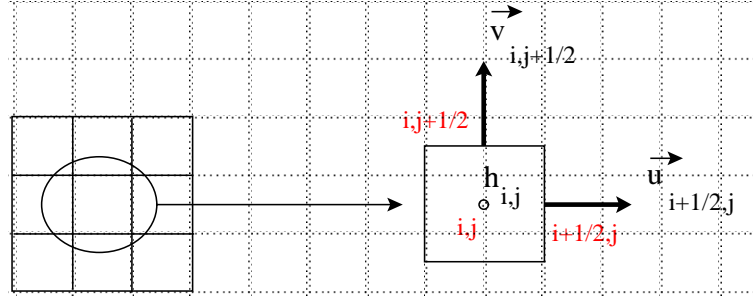 v
i,j+1/2
i,j+1/2
u
h
i,j
i+1/2,j
i,j
i+1/2,j